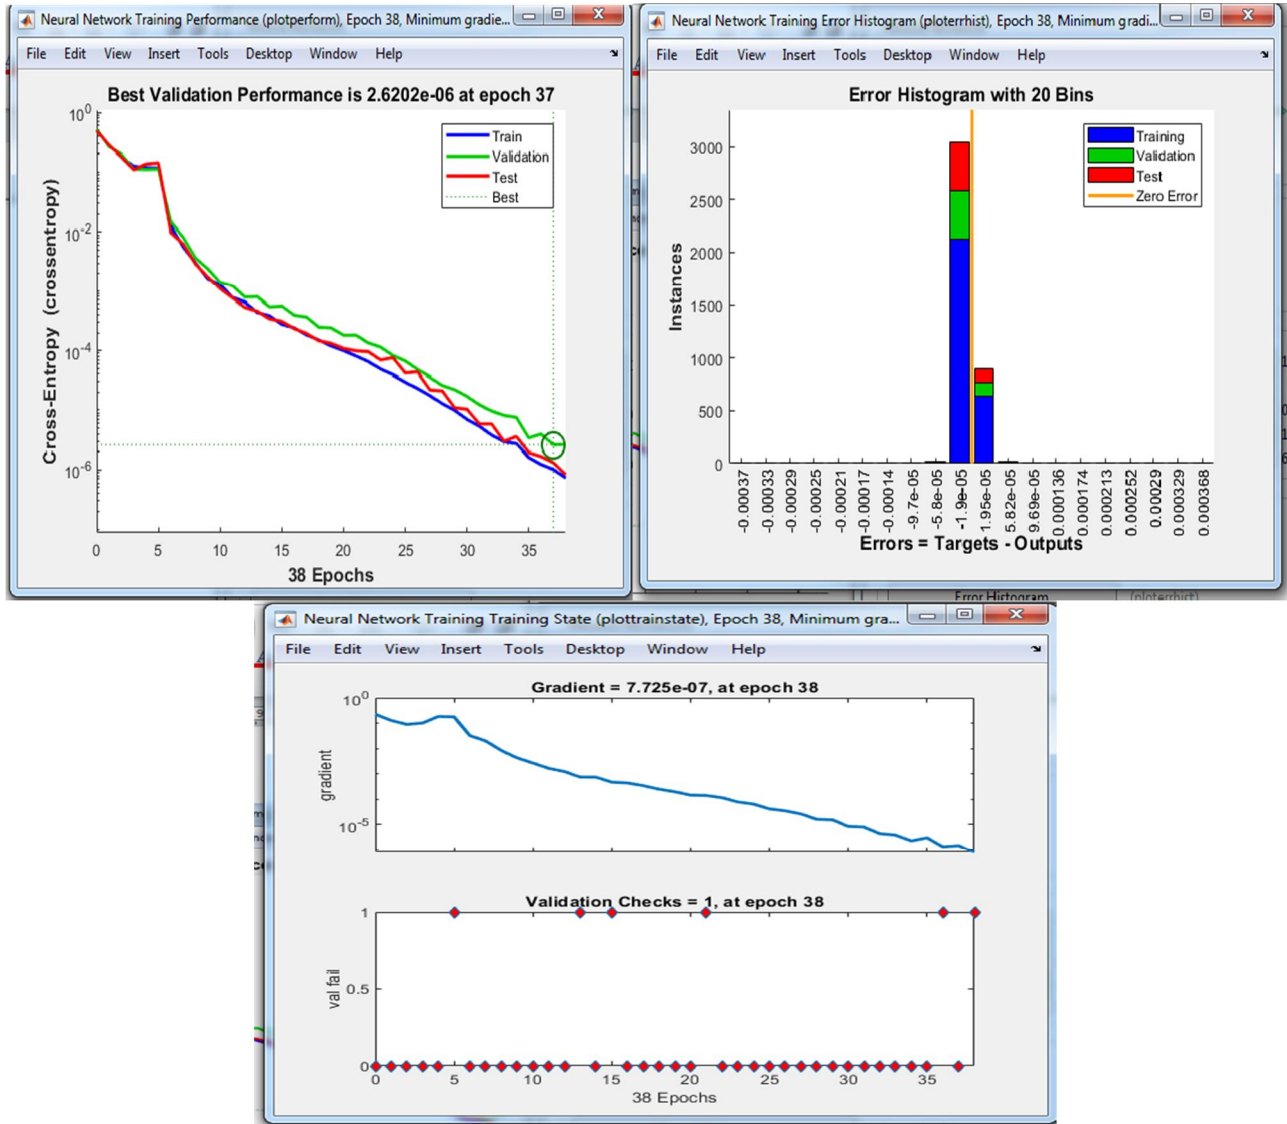 Neural Network Training Performance (plotperform), Epoch 38, Minimum gradie...
File Edit View Insert Tools Desktop Window Help
Best Validation Performance is 2.6202e-06 at epoch 37
Cross-Entropy (crossentropy)
10^0
10^-2
10^-4
10^-6
Train
Validation
Test
Best
0 5 10 15 20 25 30 35
38 Epochs
Neural Network Training Error Histogram (ploterrhist), Epoch 38, Minimum gradi...
File Edit View Insert Tools Desktop Window Help
Error Histogram with 20 Bins
Instances
3000
2500
2000
1500
1000
500
0
Training
Validation
Test
Zero Error
-0.00037
-0.00033
-0.00029
-0.00025
-0.00021
-0.00017
-0.00014
-9.7e-05
-5.8e-05
-1.9e-05
1.95e-05
5.82e-05
9.69e-05
0.000136
0.000174
0.000213
0.000252
0.00029
0.000329
0.000368
Errors = Targets - Outputs
Error Histogram (ploterrhist)
Neural Network Training Training State (plottrainstate), Epoch 38, Minimum gra...
File Edit View Insert Tools Desktop Window Help
Gradient = 7.725e-07, at epoch 38
gradient
10^0
10^-5
Validation Checks = 1, at epoch 38
val fail
1
0.5
0
0 5 10 15 20 25 30 35
38 Epochs